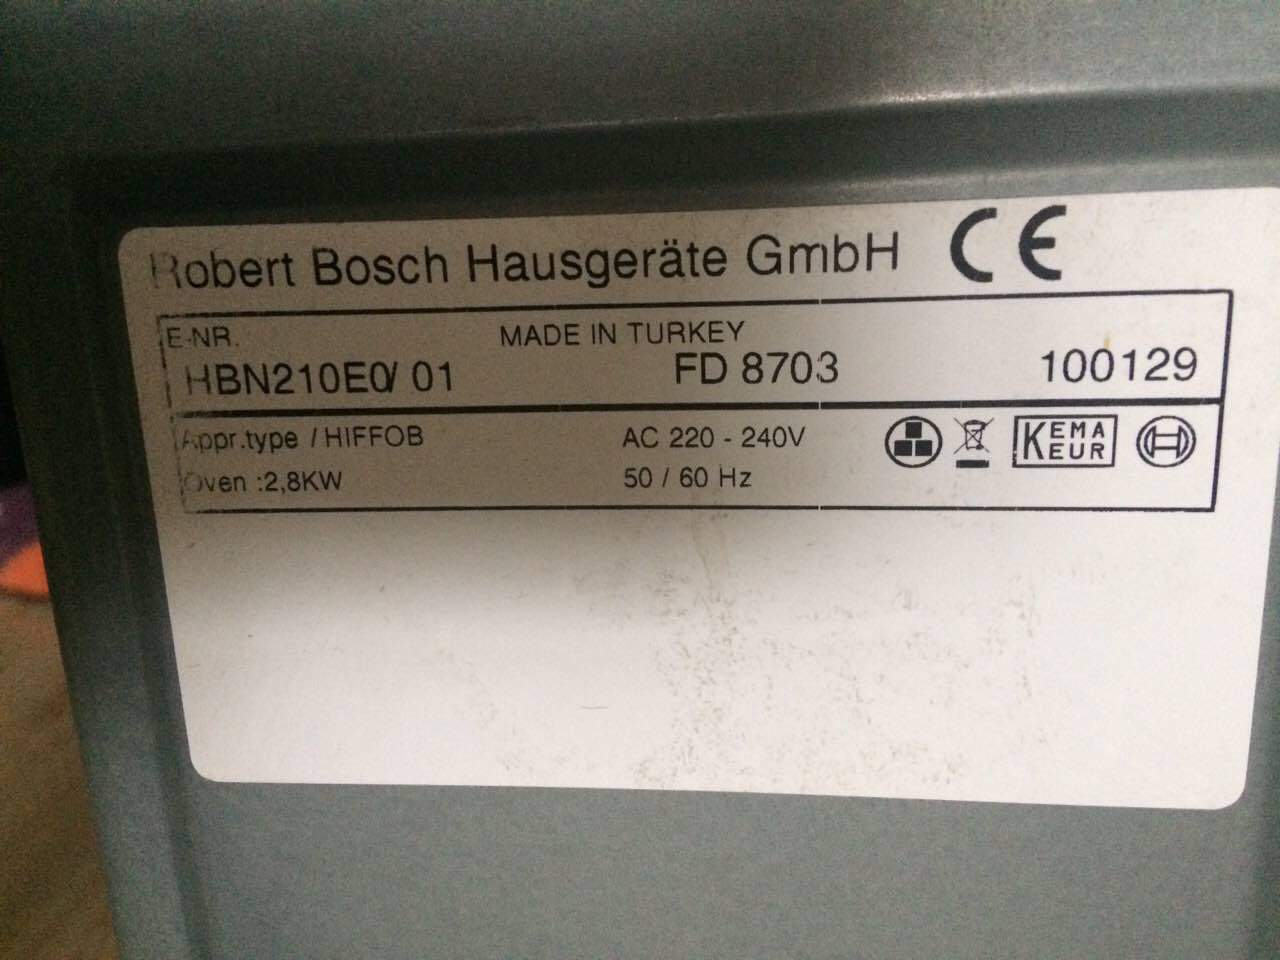 Robert Bosch Hausgeräte GmbH CE
E-NR. MADE IN TURKEY
HBN210E0/ 01 FD 8703 100129
Appr.type / HIFFOB AC 220 - 240V KEMA EUR
Oven :2,8KW 50 / 60 Hz